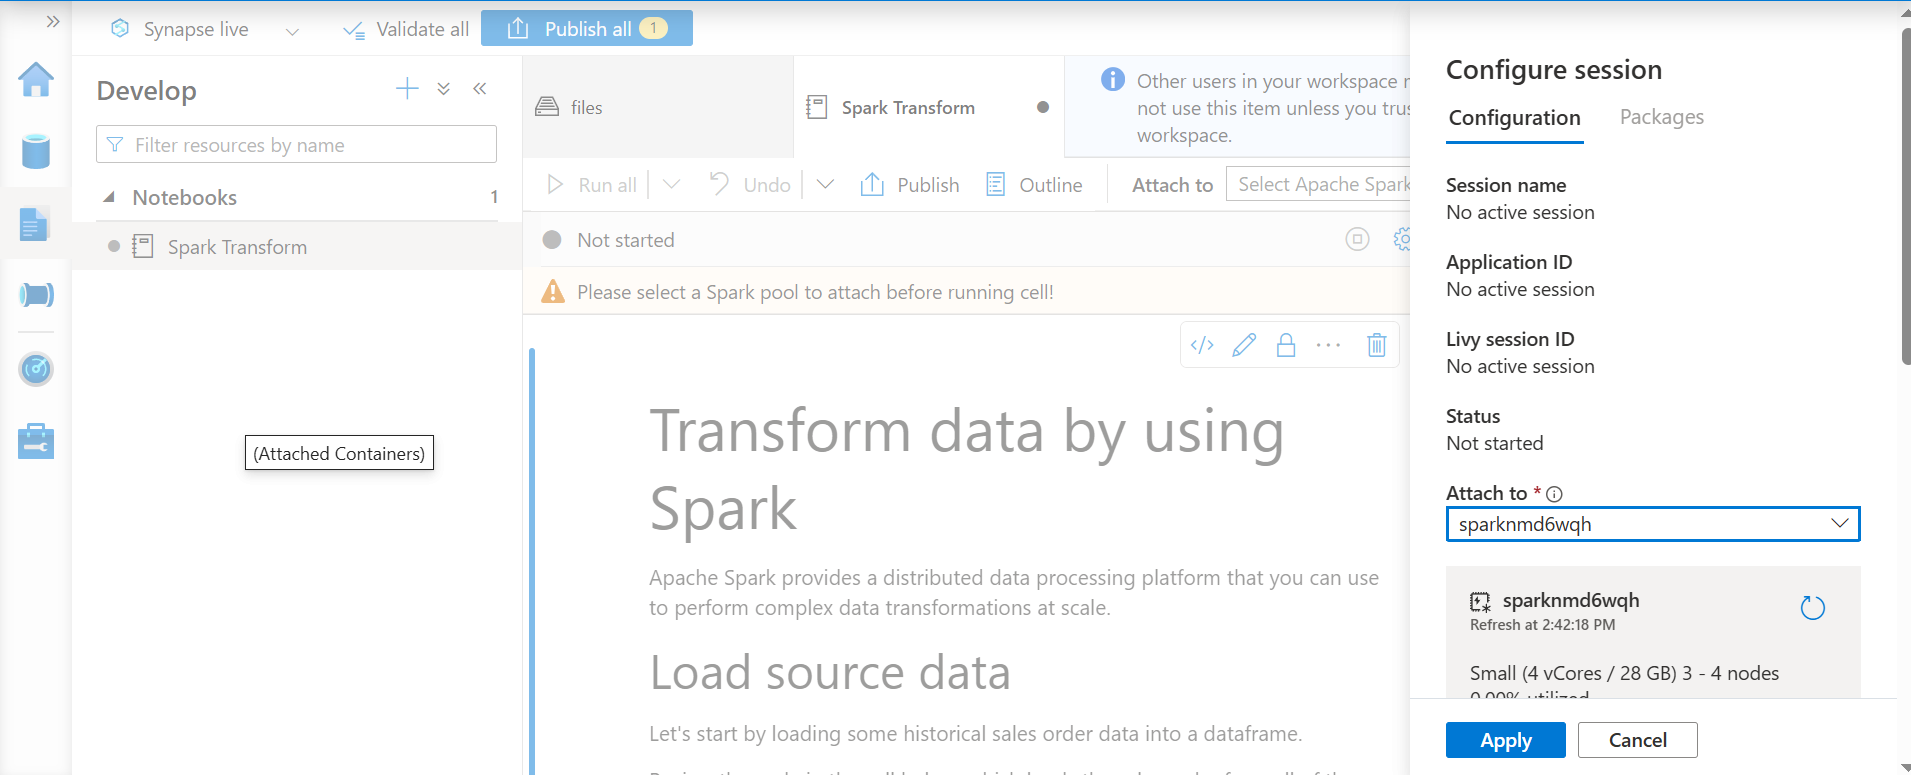 Synapse live
Validate all
Publish all 1
Develop
Filter resources by name
Notebooks 1
Spark Transform
(Attached Containers)
files
Spark Transform
Other users in your workspace
not use this item unless you
workspace.
Run all
Undo
Publish
Outline
Attach to
Select Apache Spark
Not started
Please select a Spark pool to attach before running cell!
Transform data by using
Spark
Apache Spark provides a distributed data processing platform that you can use
to perform complex data transformations at scale.
Load source data
Let's start by loading some historical sales order data into a dataframe.
Configure session
Configuration
Packages
Session name
No active session
Application ID
No active session
Livy session ID
No active session
Status
Not started
Attach to *
sparknmd6wqh
sparknmd6wqh
Refresh at 2:42:18 PM
Small (4 vCores / 28 GB) 3 - 4 nodes
0.00% utilized
Apply
Cancel